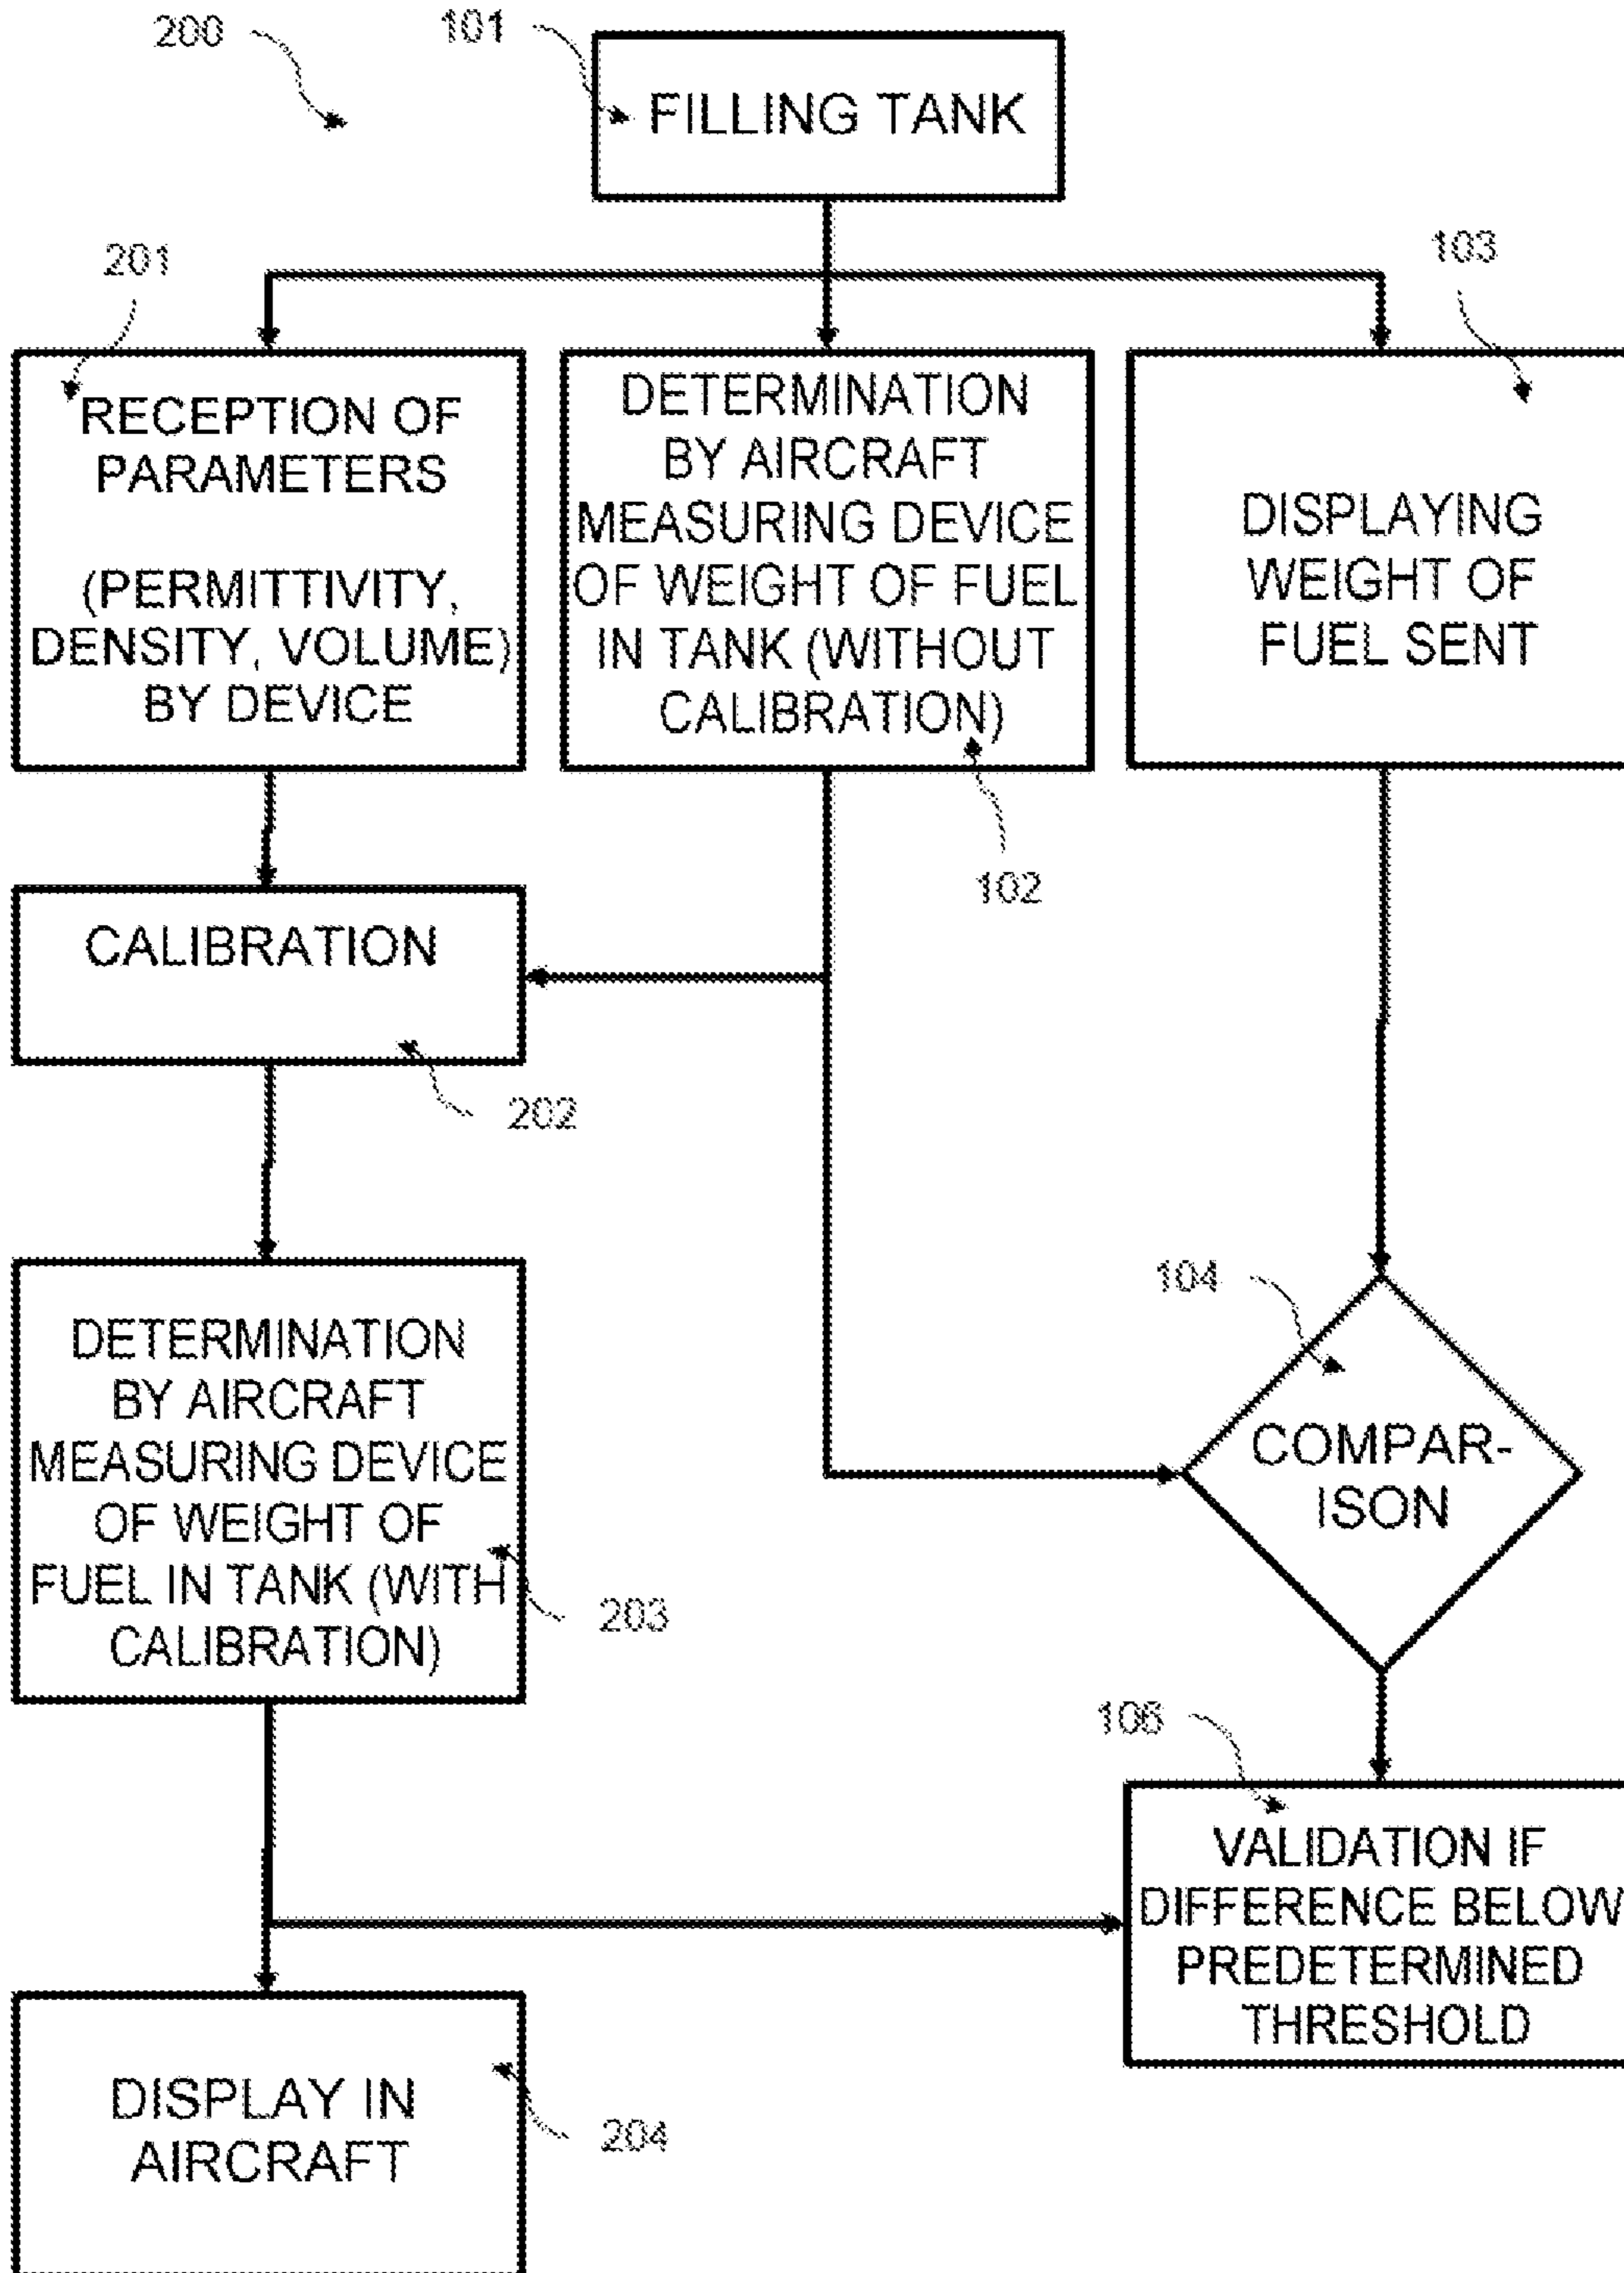 200
101
FILLING TANK
201
103
RECEPTION OF
PARAMETERS
(PERMITTIVITY,
DENSITY, VOLUME)
BY DEVICE
DETERMINATION
BY AIRCRAFT
MEASURING DEVICE
OF WEIGHT OF FUEL
IN TANK (WITHOUT
CALIBRATION)
DISPLAYING
WEIGHT OF
FUEL SENT
102
CALIBRATION
202
104
COMPAR-
ISON
DETERMINATION
BY AIRCRAFT
MEASURING DEVICE
OF WEIGHT OF
FUEL IN TANK (WITH
CALIBRATION)
203
106
VALIDATION IF
DIFFERENCE BELOW
PREDETERMINED
THRESHOLD
DISPLAY IN
AIRCRAFT
204